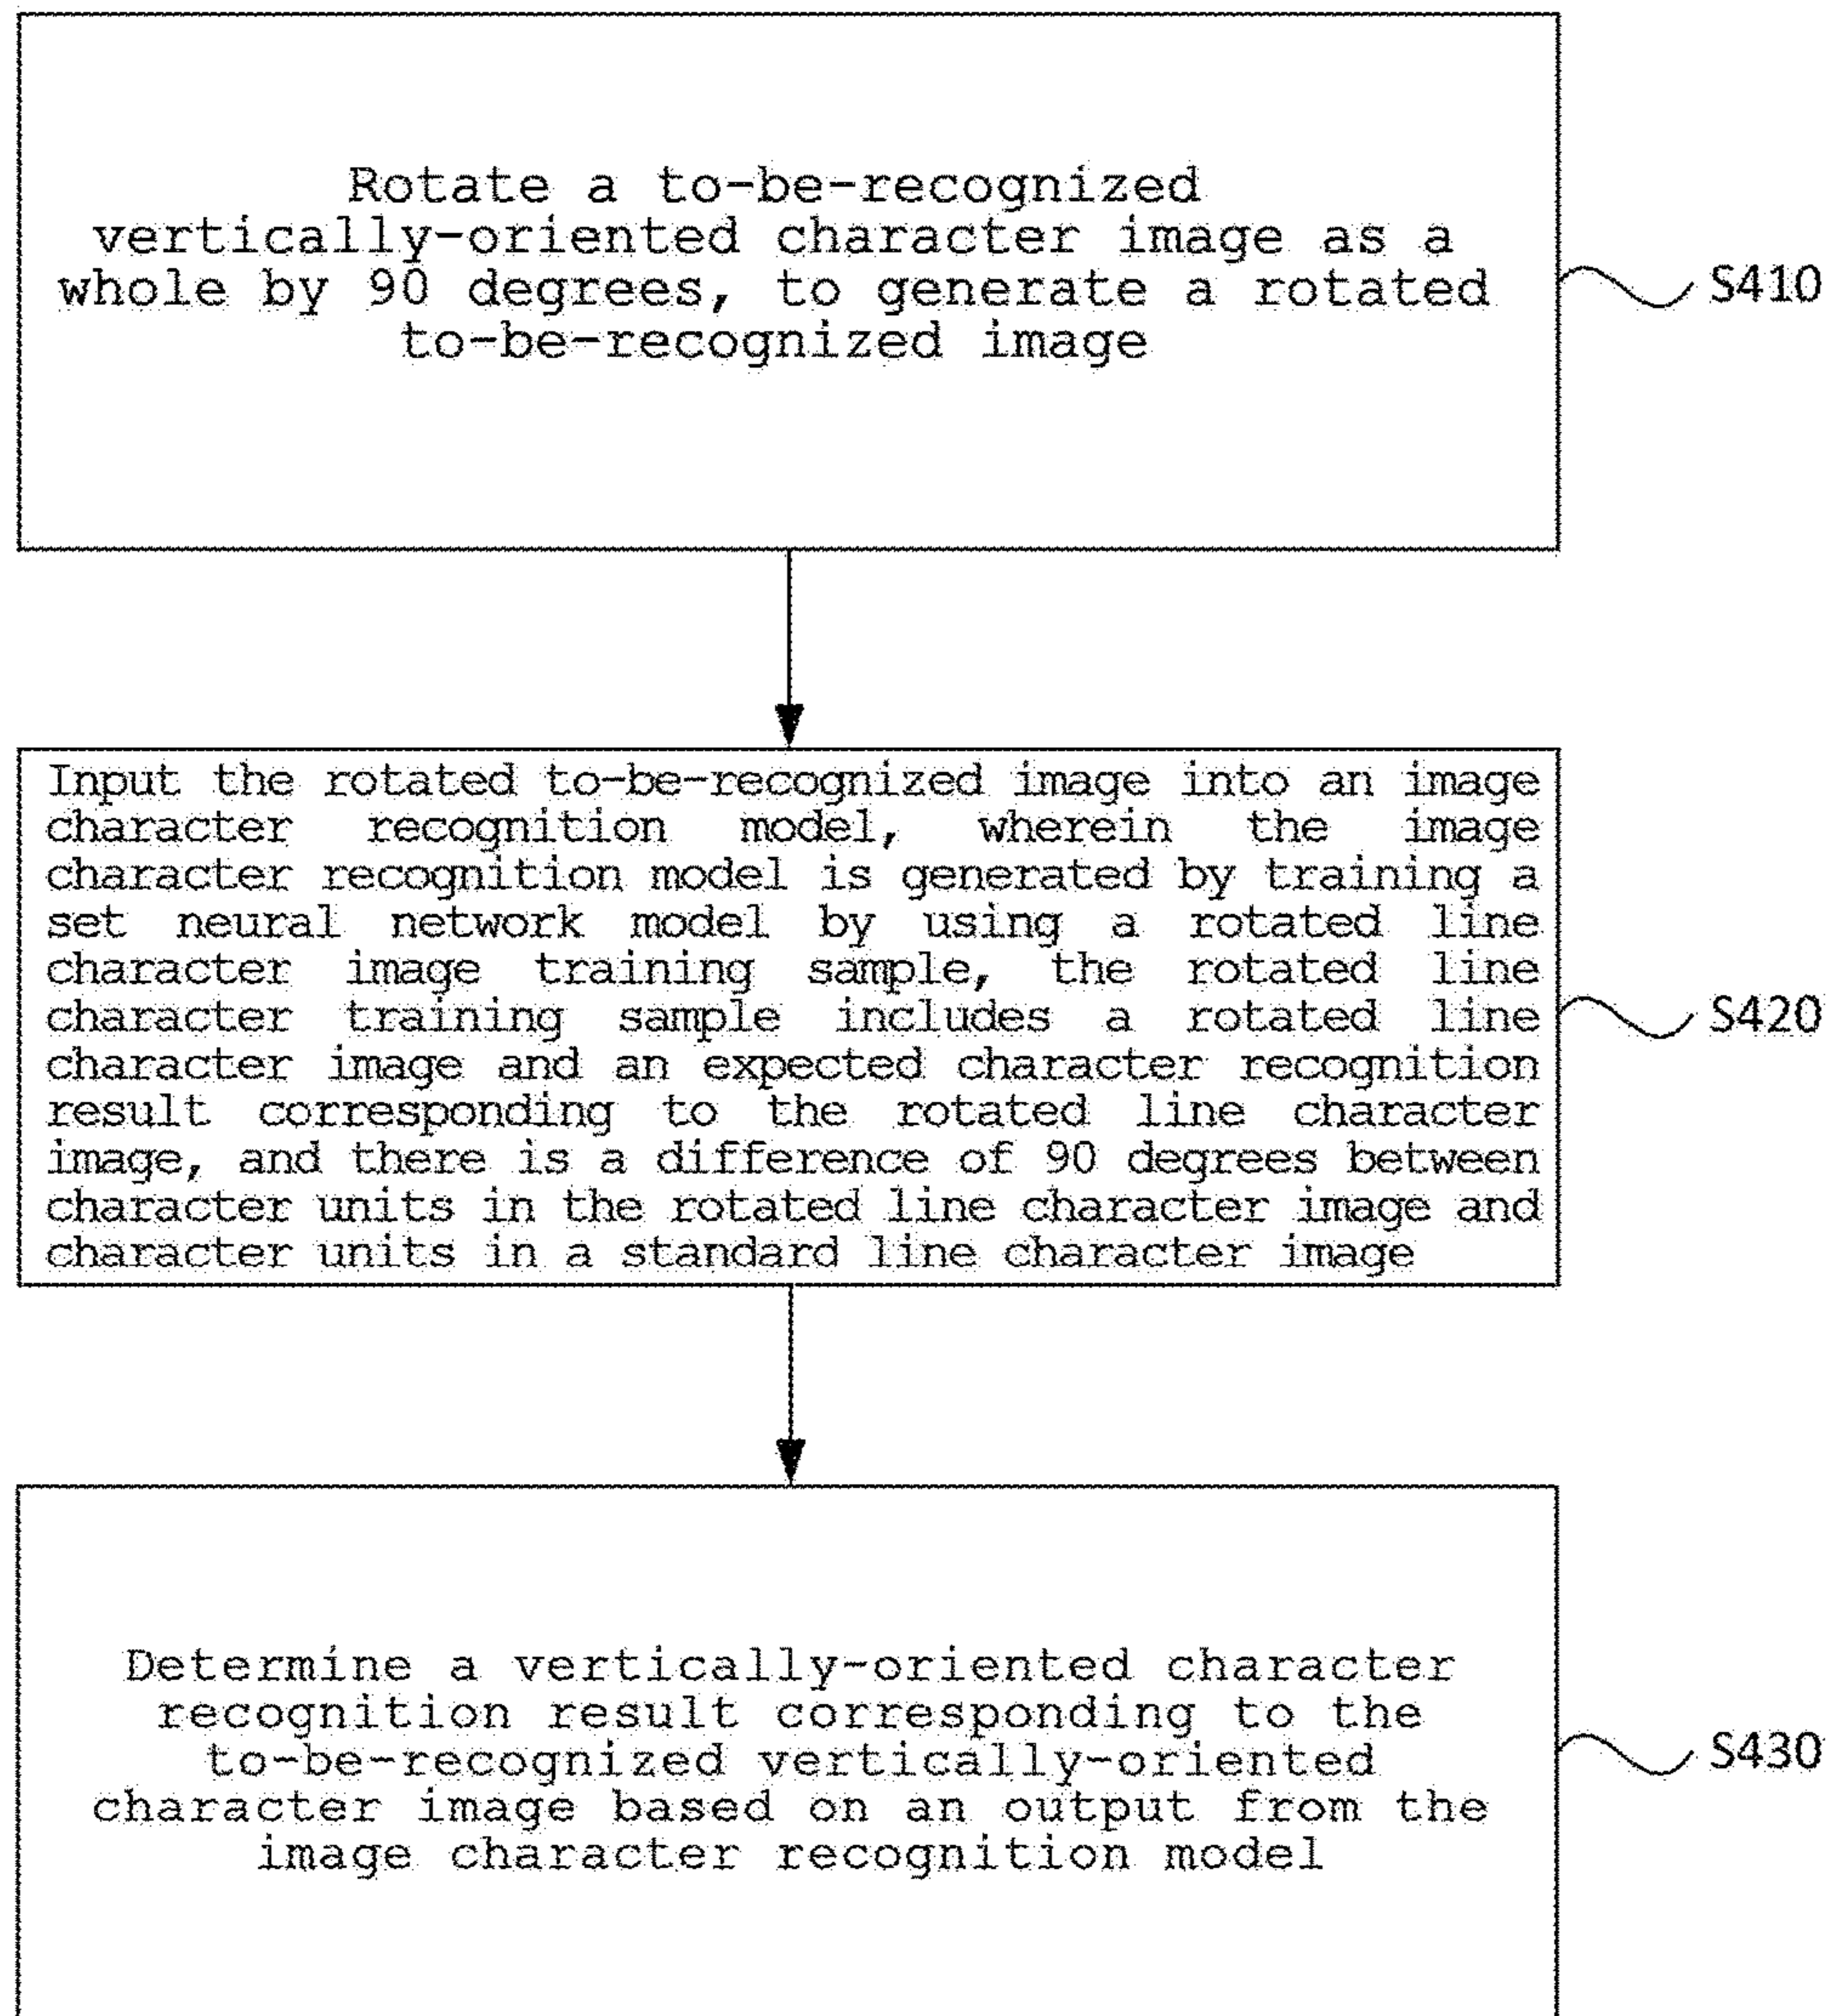 Rotate a to-be-recognized
vertically-oriented character image as a
whole by 90 degrees, to generate a rotated
to-be-recognized image
S410
Input the rotated to-be-recognized image into an image
character recognition model, wherein the image
character recognition model is generated by training a
set neural network model by using a rotated line
character image training sample, the rotated line
character training sample includes a rotated line
character image and an expected character recognition
result corresponding to the rotated line character
image, and there is a difference of 90 degrees between
character units in the rotated line character image and
character units in a standard line character image
S420
Determine a vertically-oriented character
recognition result corresponding to the
to-be-recognized vertically-oriented
character image based on an output from the
image character recognition model
S430